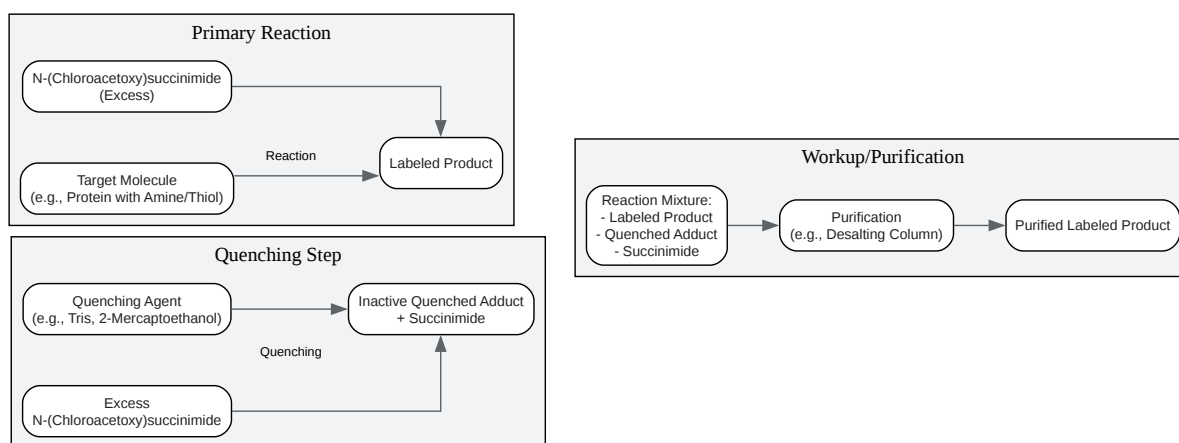 Primary Reaction
N-(Chloroacetoxy)succinimide
(Excess)
Target Molecule
(e.g., Protein with Amine/Thiol)
Reaction
Labeled Product
Quenching Step
Quenching Agent
(e.g., Tris, 2-Mercaptoethanol)
Excess
N-(Chloroacetoxy)succinimide
Quenching
Inactive Quenched Adduct
+ Succinimide
Workup/Purification
Reaction Mixture:
- Labeled Product
- Quenched Adduct
- Succinimide
Purification
(e.g., Desalting Column)
Purified Labeled Product